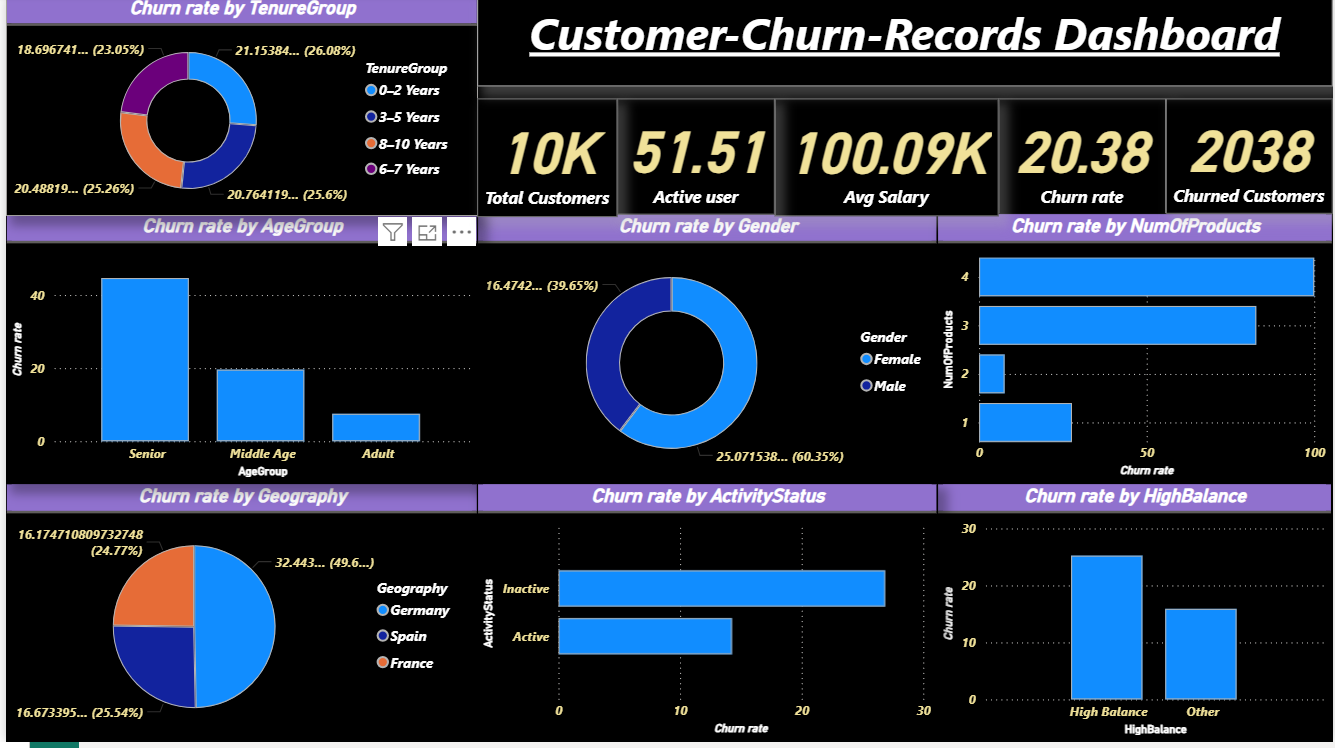 Churn rate by TenureGroup
18.696741... (23.05%)
21.15384... (26.08%)
20.48819... (25.26%)
20.764119... (25.6%)
TenureGroup
0–2 Years
3–5 Years
8–10 Years
6–7 Years
Customer-Churn-Records Dashboard
10K
Total Customers
51.51
Active user
100.09K
Avg Salary
20.38
Churn rate
2038
Churned Customers
Churn rate by AgeGroup
Churn rate
40
20
0
Senior
Middle Age
Adult
AgeGroup
Churn rate by Gender
16.4742... (39.65%)
25.071538... (60.35%)
Gender
Female
Male
Churn rate by NumOfProducts
NumOfProducts
4
3
2
1
0
50
100
Churn rate
Churn rate by Geography
16.174710809732748
(24.77%)
32.443... (49.6...)
16.673395... (25.54%)
Geography
Germany
Spain
France
Churn rate by ActivityStatus
ActivityStatus
Inactive
Active
0
10
20
30
Churn rate
Churn rate by HighBalance
Churn rate
30
20
10
0
High Balance
Other
HighBalance